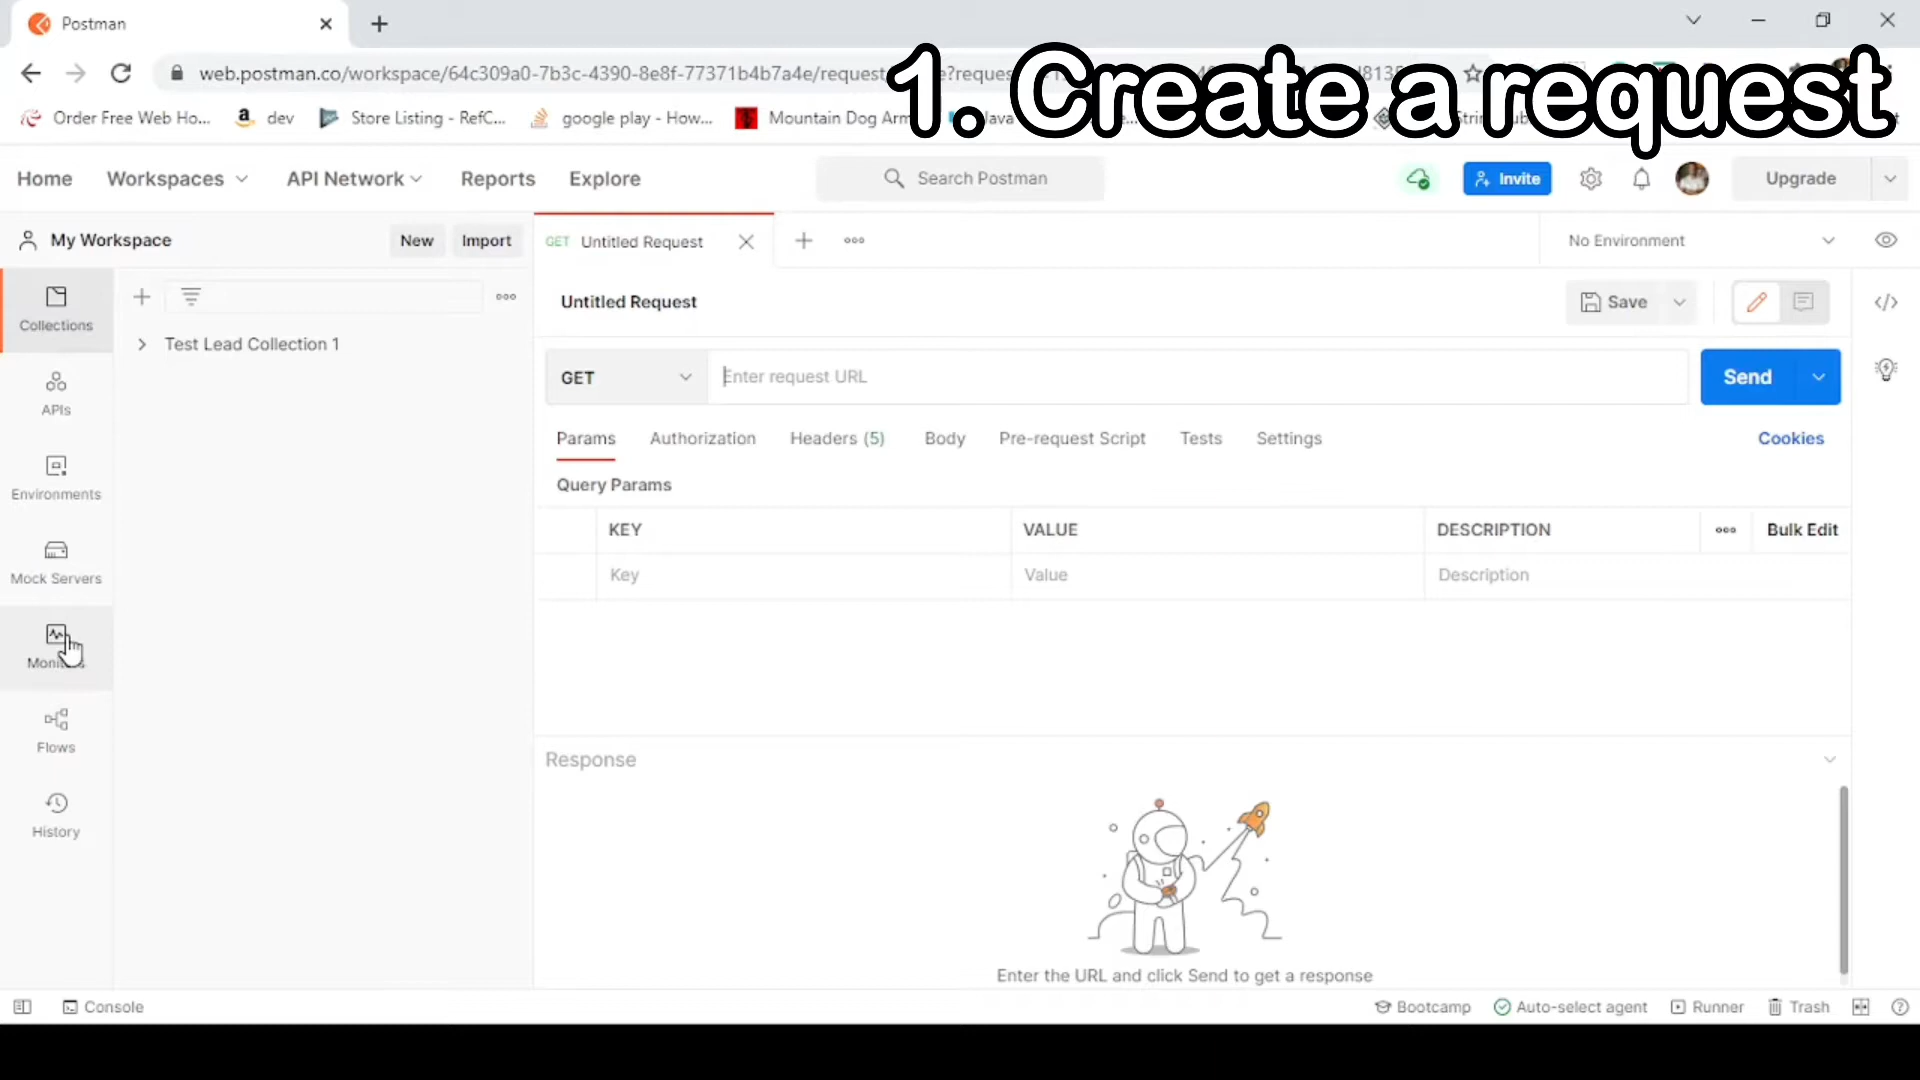 Postman
web.postman.co/workspace/64c309a0-7b3c-4390-8e8f-77371b4b7a4e/request
1. Create a request
Order Free Web Ho...
dev
Store Listing - RefC...
google play - How...
Mountain Dog Arm
Home
Workspaces
API Network
Reports
Explore
Search Postman
Invite
Upgrade
My Workspace
New
Import
GET Untitled Request
No Environment
Collections
Test Lead Collection 1
Untitled Request
Save
GET
Enter request URL
Send
APIs
Params
Authorization
Headers (5)
Body
Pre-request Script
Tests
Settings
Cookies
Environments
Query Params
KEY
VALUE
DESCRIPTION
Bulk Edit
Key
Value
Description
Mock Servers
Flows
Response
History
Enter the URL and click Send to get a response
Console
Bootcamp
Auto-select agent
Runner
Trash